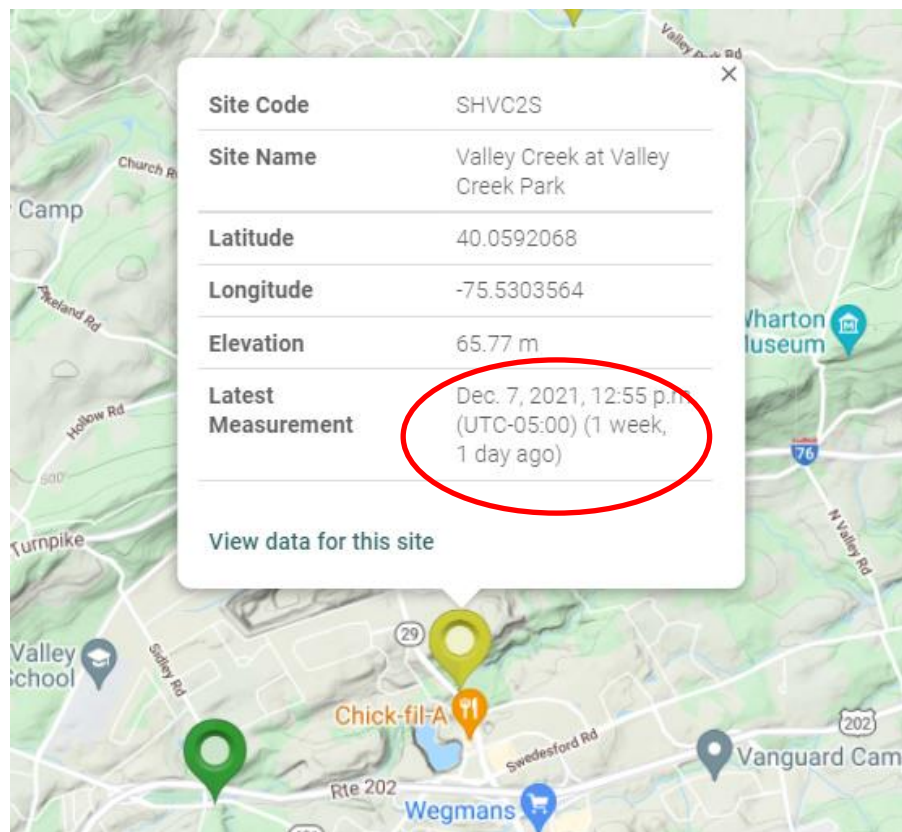 Valley Park Rd
×
Site Code SHVC2S
Site Name Valley Creek at Valley
Creek Park
Church R
Camp
Latitude 40.0592068
Longitude -75.5303564
Wharton
Museum
Elevation 65.77 m
Latest Dec. 7, 2021, 12:55 p.m
Measurement (UTC-05:00) (1 week,
1 day ago)
Hollow Rd
76
500'
View data for this site
Turnpike
N Valley Rd
29
Valley
School
Sidley Rd
Chick-fil-A
202
Swedesford Rd
Vanguard Cam
Rte 202
Wegmans